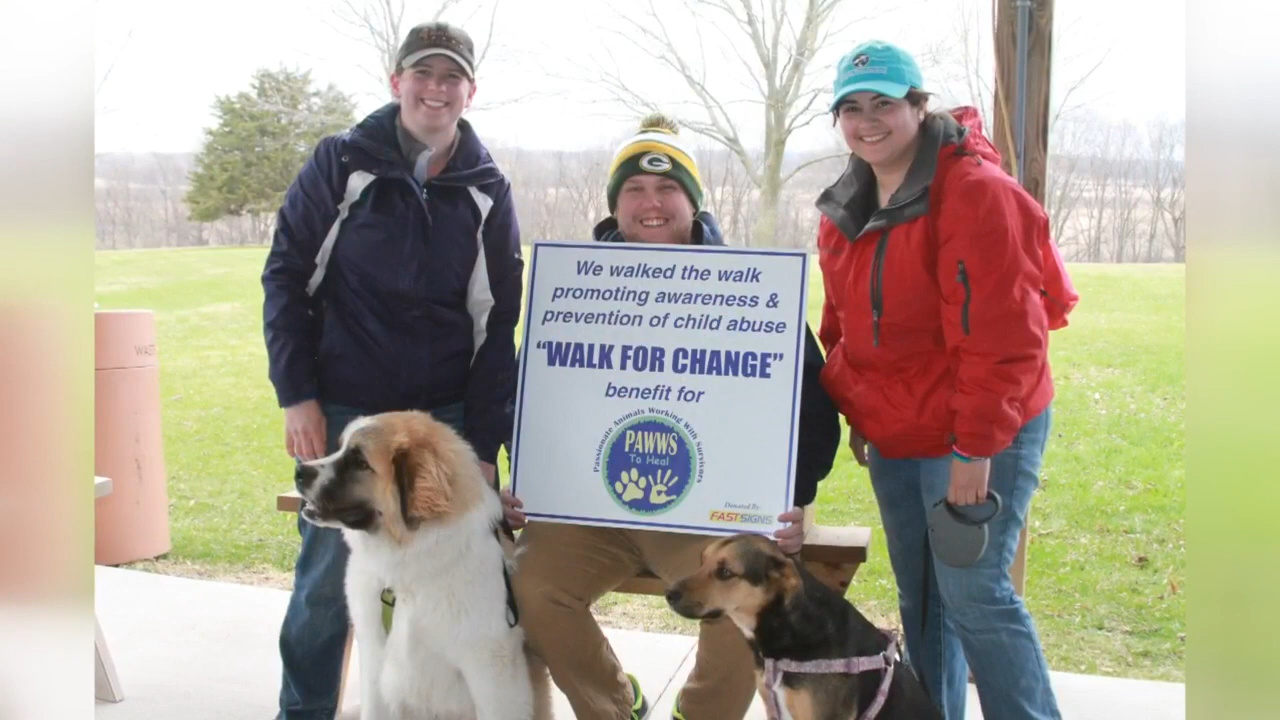 We walked the walk
promoting awareness &
prevention of child abuse
“WALK FOR CHANGE”
benefit for
Passionate Animals Working With Survivors
PAWWS
To Heal
Donated By:
FASTSIGNS
G
WAST